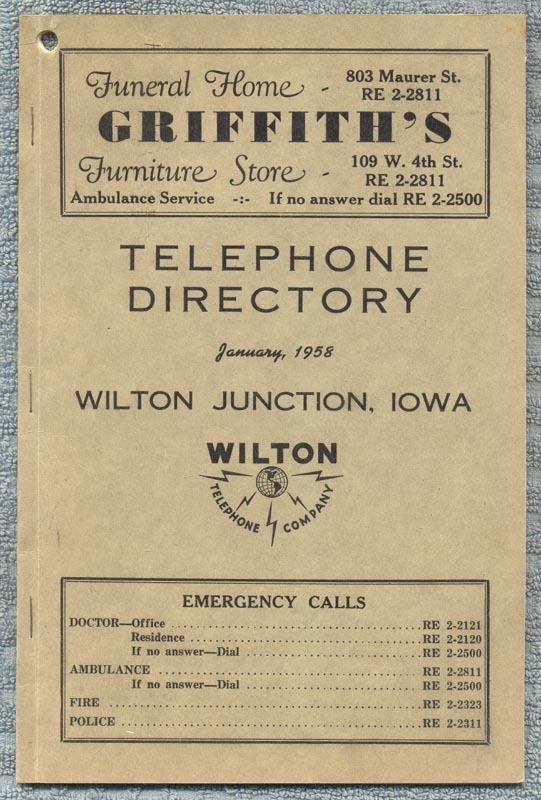 Funeral Home - 803 Maurer St.
RE 2-2811
GRIFFITH'S
Furniture Store - 109 W. 4th St.
RE 2-2811
Ambulance Service -:- If no answer dial RE 2-2500
TELEPHONE
DIRECTORY
January, 1958
WILTON JUNCTION, IOWA
WILTON
TELEPHONE COMPANY
EMERGENCY CALLS
DOCTOR—Office ........ RE 2-2121
Residence ........ RE 2-2120
If no answer—Dial ........ RE 2-2500
AMBULANCE ........ RE 2-2811
If no answer—Dial ........ RE 2-2500
FIRE ........ RE 2-2323
POLICE ........ RE 2-2311